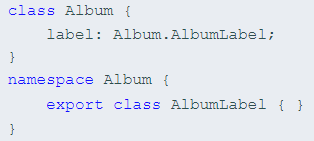 class Album {
    label: Album.AlbumLabel;
}
namespace Album {
    export class AlbumLabel { }
}